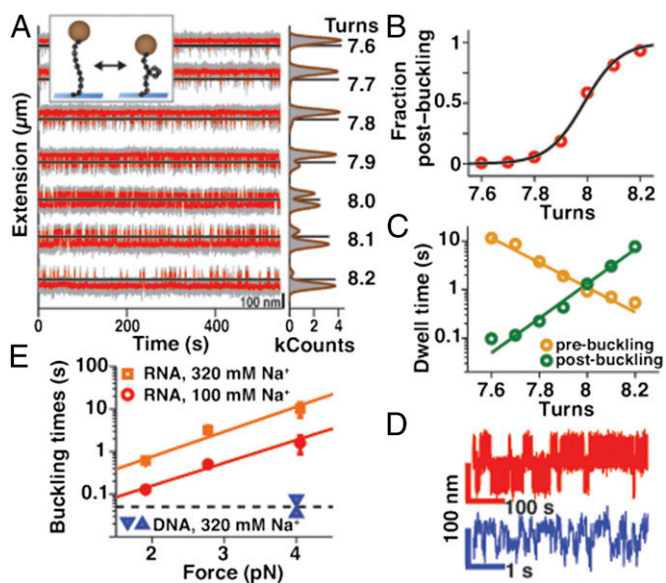 A
Extension (µm)
Turns
7.6
7.7
7.8
7.9
8.0
8.1
8.2
100 nm
0 200 400
Time (s)
0 2 4
kCounts
B
Fraction
post-buckling
1
0.5
0
7.6 7.8 8 8.2
Turns
C
Dwell time (s)
10
1
0.1
pre-buckling
post-buckling
7.6 7.8 8.0 8.2
Turns
D
100 nm
100 s
1 s
E
Buckling times (s)
100
10
1
0.1
RNA, 320 mM Na⁺
RNA, 100 mM Na⁺
DNA, 320 mM Na⁺
2 3 4
Force (pN)